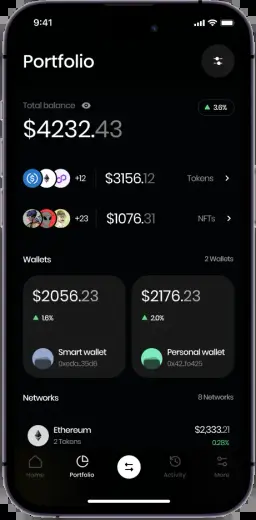 9:41
Portfolio
Total balance
3.6%
$4232.43
+12 $3156.12 Tokens
+23 $1076.31 NFTs
Wallets 2 Wallets
$2056.23 $2176.23
1.6% 2.0%
Smart wallet Personal wallet
0xeda...35d6 0x42...fo425
Networks 8 Networks
Ethereum $2,333.21
2 Tokens 0.28%
Home Portfolio Activity More